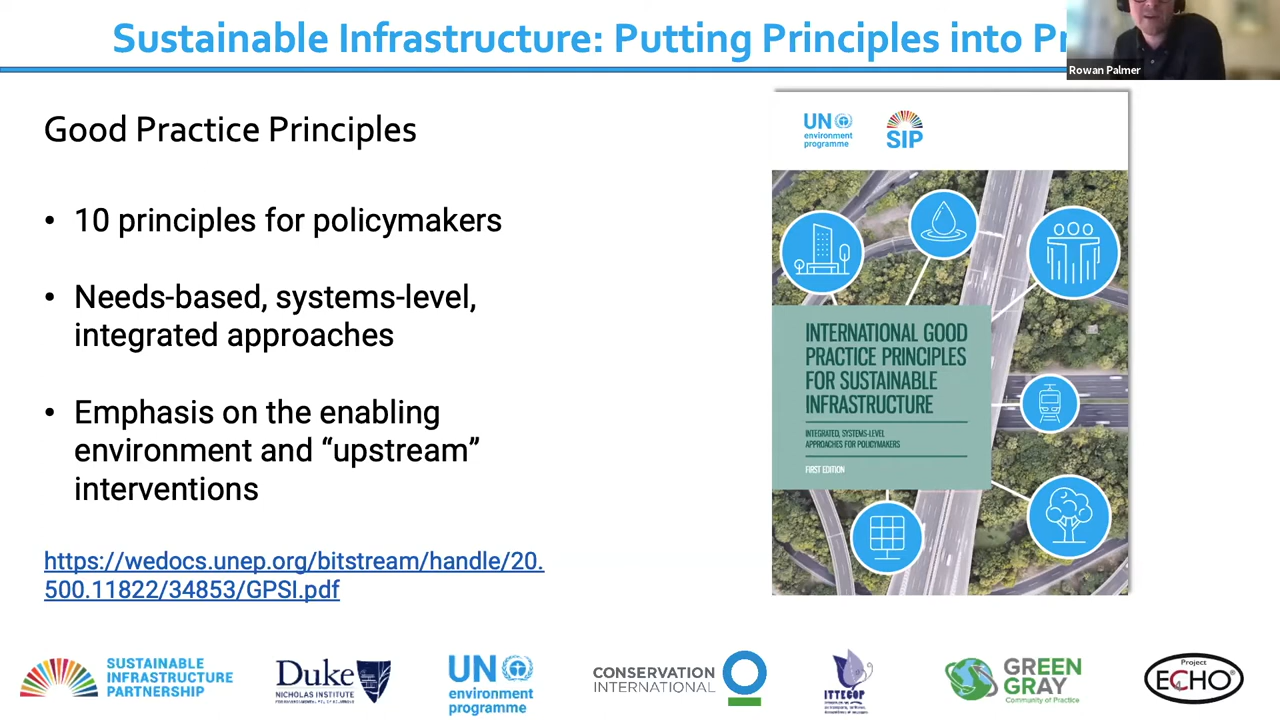 Sustainable Infrastructure: Putting Principles into Pr
Rowan Palmer
Good Practice Principles
• 10 principles for policymakers
• Needs-based, systems-level,
integrated approaches
• Emphasis on the enabling
environment and “upstream”
interventions
https://wedocs.unep.org/bitstream/handle/20.
500.11822/34853/GPSI.pdf
UN
environment
programme
SIP
INTERNATIONAL GOOD
PRACTICE PRINCIPLES
FOR SUSTAINABLE
INFRASTRUCTURE
INTEGRATED, SYSTEMS-LEVEL
APPROACHES FOR POLICYMAKERS
FIRST EDITION
SUSTAINABLE
INFRASTRUCTURE
PARTNERSHIP
Duke
NICHOLAS INSTITUTE
UN
environment
programme
CONSERVATION
INTERNATIONAL
ITTECOP
GREEN
GRAY
Community of Practice
Project
ECHO